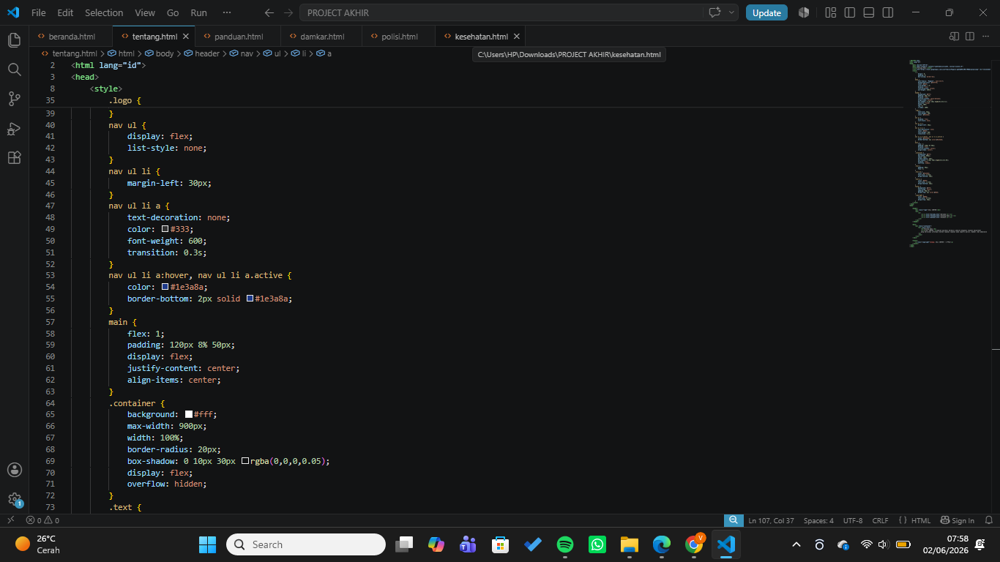 File Edit Selection View Go Run ··· PROJECT AKHIR Update
beranda.html tentang.html panduan.html damkar.html polisi.html kesehatan.html
tentang.html > html > body > header > nav > ul > li > a
C:\Users\HP\Downloads\PROJECT AKHIR\kesehatan.html
2 <html lang="id">
3 <head>
8 <style>
35 .logo {
39 }
40 nav ul {
41 display: flex;
42 list-style: none;
43 }
44 nav ul li {
45 margin-left: 30px;
46 }
47 nav ul li a {
48 text-decoration: none;
49 color: #333;
50 font-weight: 600;
51 transition: 0.3s;
52 }
53 nav ul li a:hover, nav ul li a.active {
54 color: #1e3a8a;
55 border-bottom: 2px solid #1e3a8a;
56 }
57 main {
58 flex: 1;
59 padding: 120px 8% 50px;
60 display: flex;
61 justify-content: center;
62 align-items: center;
63 }
64 .container {
65 background: #fff;
66 max-width: 900px;
67 width: 100%;
68 border-radius: 20px;
69 box-shadow: 0 10px 30px rgba(0,0,0,0.05);
70 display: flex;
71 overflow: hidden;
72 }
73 .text {
1
0 0 Ln 107, Col 37 Spaces: 4 UTF-8 CRLF {} HTML Sign In
26°C
Cerah
Search
V
07:58
02/06/2026